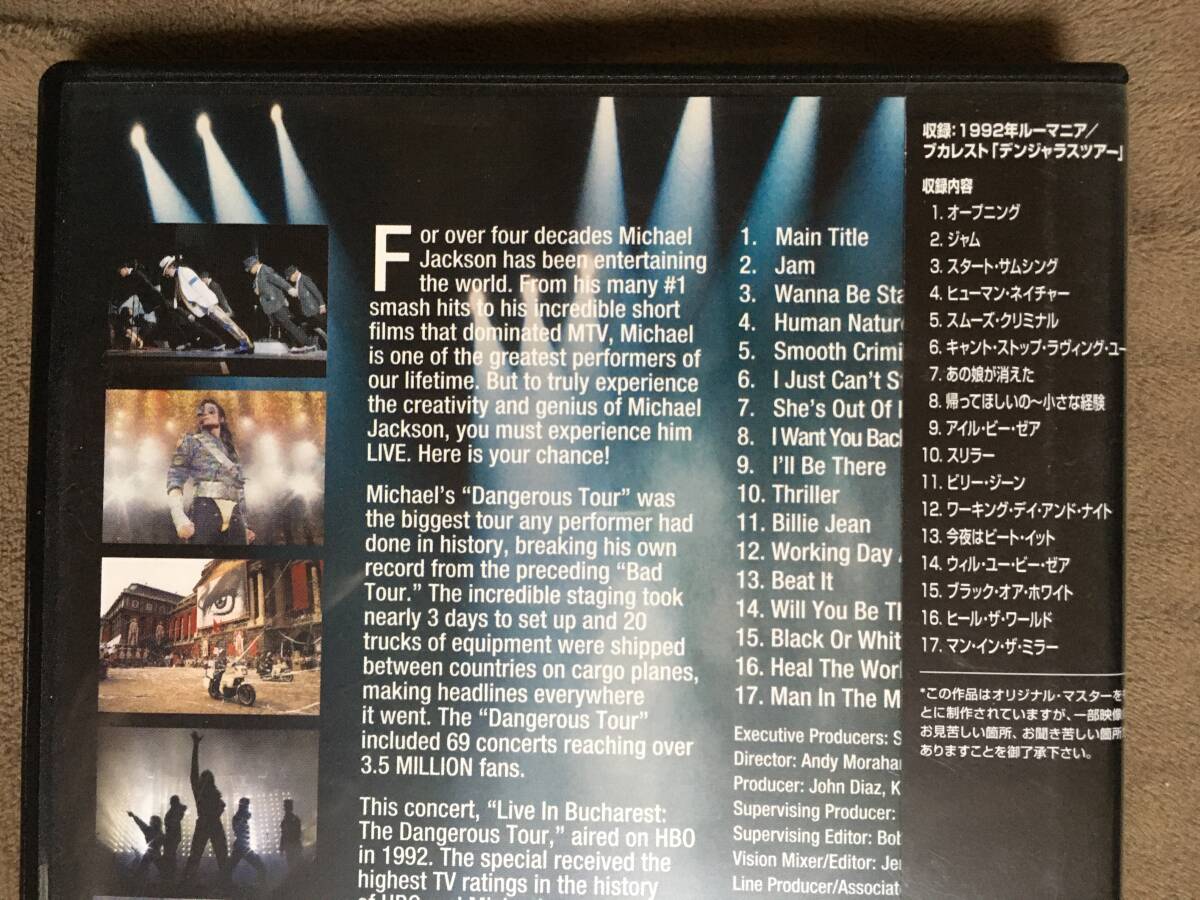 For over four decades Michael
Jackson has been entertaining
the world. From his many #1
smash hits to his incredible short
films that dominated MTV, Michael
is one of the greatest performers of
our lifetime. But to truly experience
the creativity and genius of Michael
Jackson, you must experience him
LIVE. Here is your chance!
Michael's “Dangerous Tour” was
the biggest tour any performer had
done in history, breaking his own
record from the preceding “Bad
Tour.” The incredible staging took
nearly 3 days to set up and 20
trucks of equipment were shipped
between countries on cargo planes,
making headlines everywhere
it went. The “Dangerous Tour”
included 69 concerts reaching over
3.5 MILLION fans.
This concert, “Live In Bucharest:
The Dangerous Tour,” aired on HBO
in 1992. The special received the
highest TV ratings in the history
1. Main Title
2. Jam
3. Wanna Be Sta
4. Human Nature
5. Smooth Crimi
6. I Just Can't S
7. She's Out Of
8. I Want You Back
9. I'll Be There
10. Thriller
11. Billie Jean
12. Working Day
13. Beat It
14. Will You Be Th
15. Black Or Whit
16. Heal The Worl
17. Man In The M
Executive Producers: S
Director: Andy Morahan
Producer: John Diaz, K
Supervising Producer:
Supervising Editor: Bob
Vision Mixer/Editor: Je
Line Producer/Associat
収録:1992年ルーマニア/
ブカレスト「デンジャラスツアー」
収録内容
1. オープニング
2. ジャム
3. スタート・サムシング
4. ヒューマン・ネイチャー
5. スムーズ・クリミナル
6. キャント・ストップ・ラヴィング・ユー
7. あの娘が消えた
8. 帰ってほしいの〜小さな経験
9. アイル・ビー・ゼア
10. スリラー
11. ビリー・ジーン
12. ワーキング・デイ・アンド・ナイト
13. 今夜はビート・イット
14. ウィル・ユー・ビー・ゼア
15. ブラック・オア・ホワイト
16. ヒール・ザ・ワールド
17. マン・イン・ザ・ミラー
*この作品はオリジナル・マスターを
とに制作されていますが、一部映像
お見苦しい箇所、お聞き苦しい箇所
ありますことを御了承下さい。